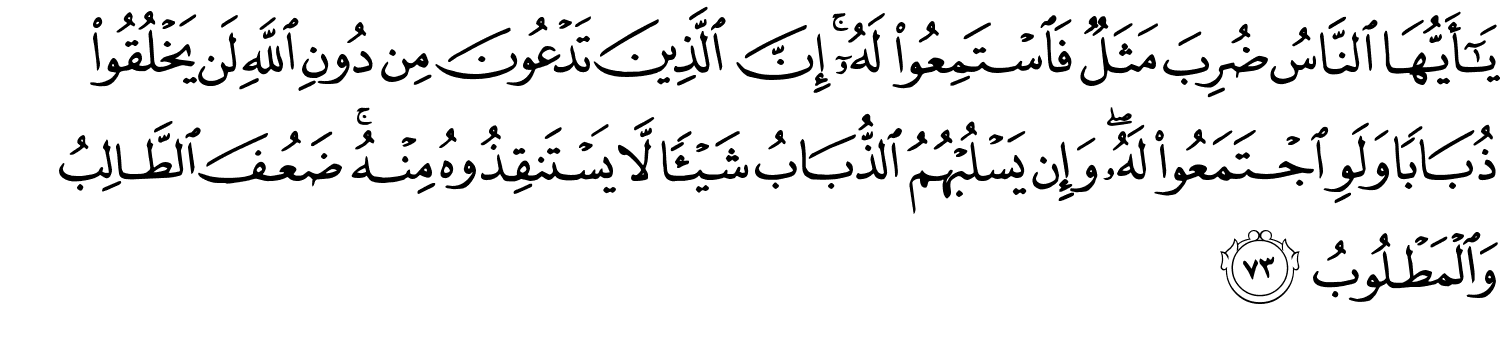 يَـٰٓأَيُّهَا ٱلنَّاسُ ضُرِبَ مَثَلٌ فَٱسْتَمِعُوا۟ لَهُۥٓ ۚ إِنَّ ٱلَّذِينَ تَدْعُونَ مِن دُونِ ٱللَّهِ لَن يَخْلُقُوا۟
ذُبَابًا وَلَوِ ٱجْتَمَعُوا۟ لَهُۥ ۖ وَإِن يَسْلُبْهُمُ ٱلذُّبَابُ شَيْـًٔا لَّا يَسْتَنقِذُوهُ مِنْهُ ۚ ضَعُفَ ٱلطَّالِبُ
وَٱلْمَطْلُوبُ ٧٣